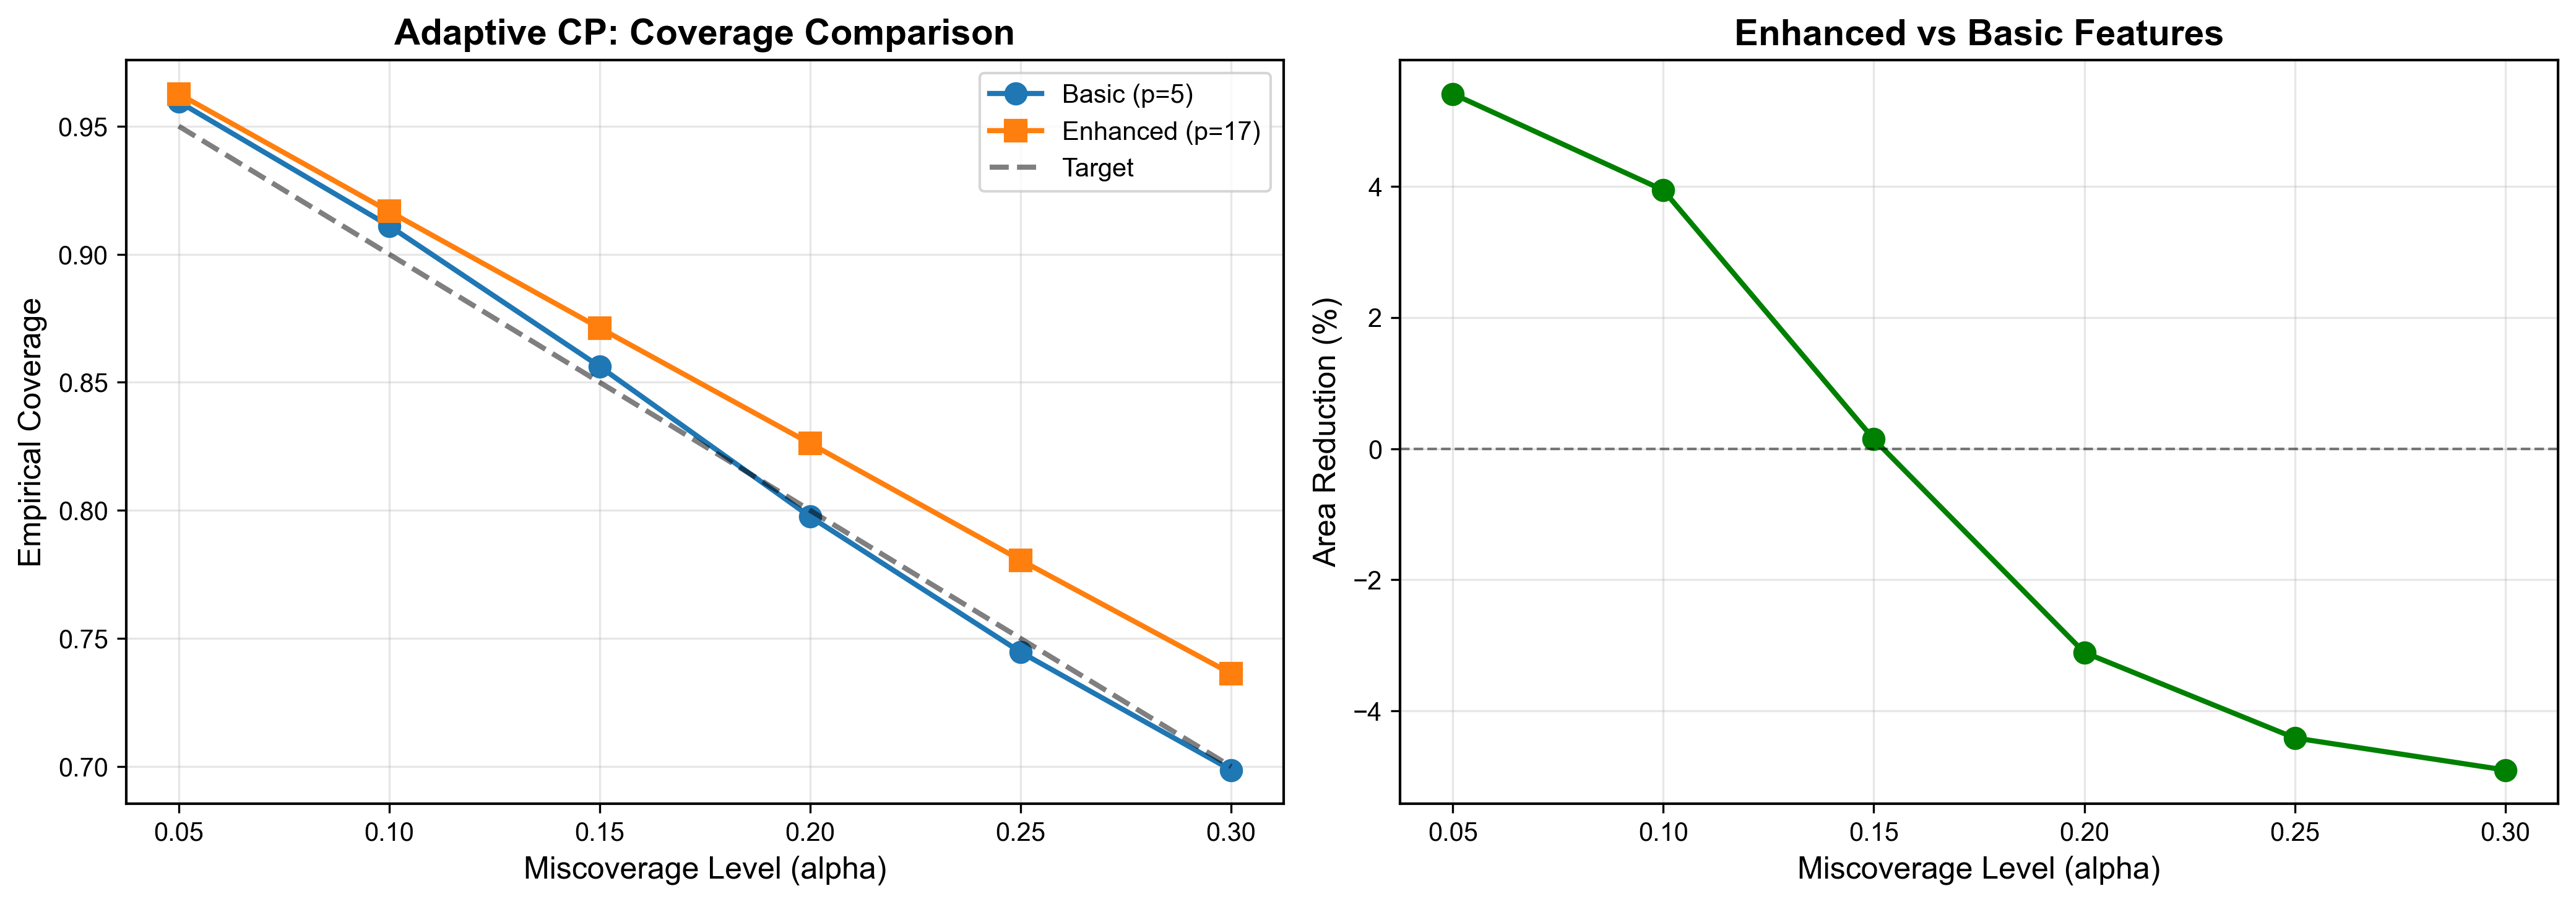 Adaptive CP: Coverage Comparison
Empirical Coverage
0.95
0.90
0.85
0.80
0.75
0.70
Basic (p=5)
Enhanced (p=17)
Target
0.05 0.10 0.15 0.20 0.25 0.30
Miscoverage Level (alpha)
Enhanced vs Basic Features
Area Reduction (%)
4
2
0
−2
−4
0.05 0.10 0.15 0.20 0.25 0.30
Miscoverage Level (alpha)